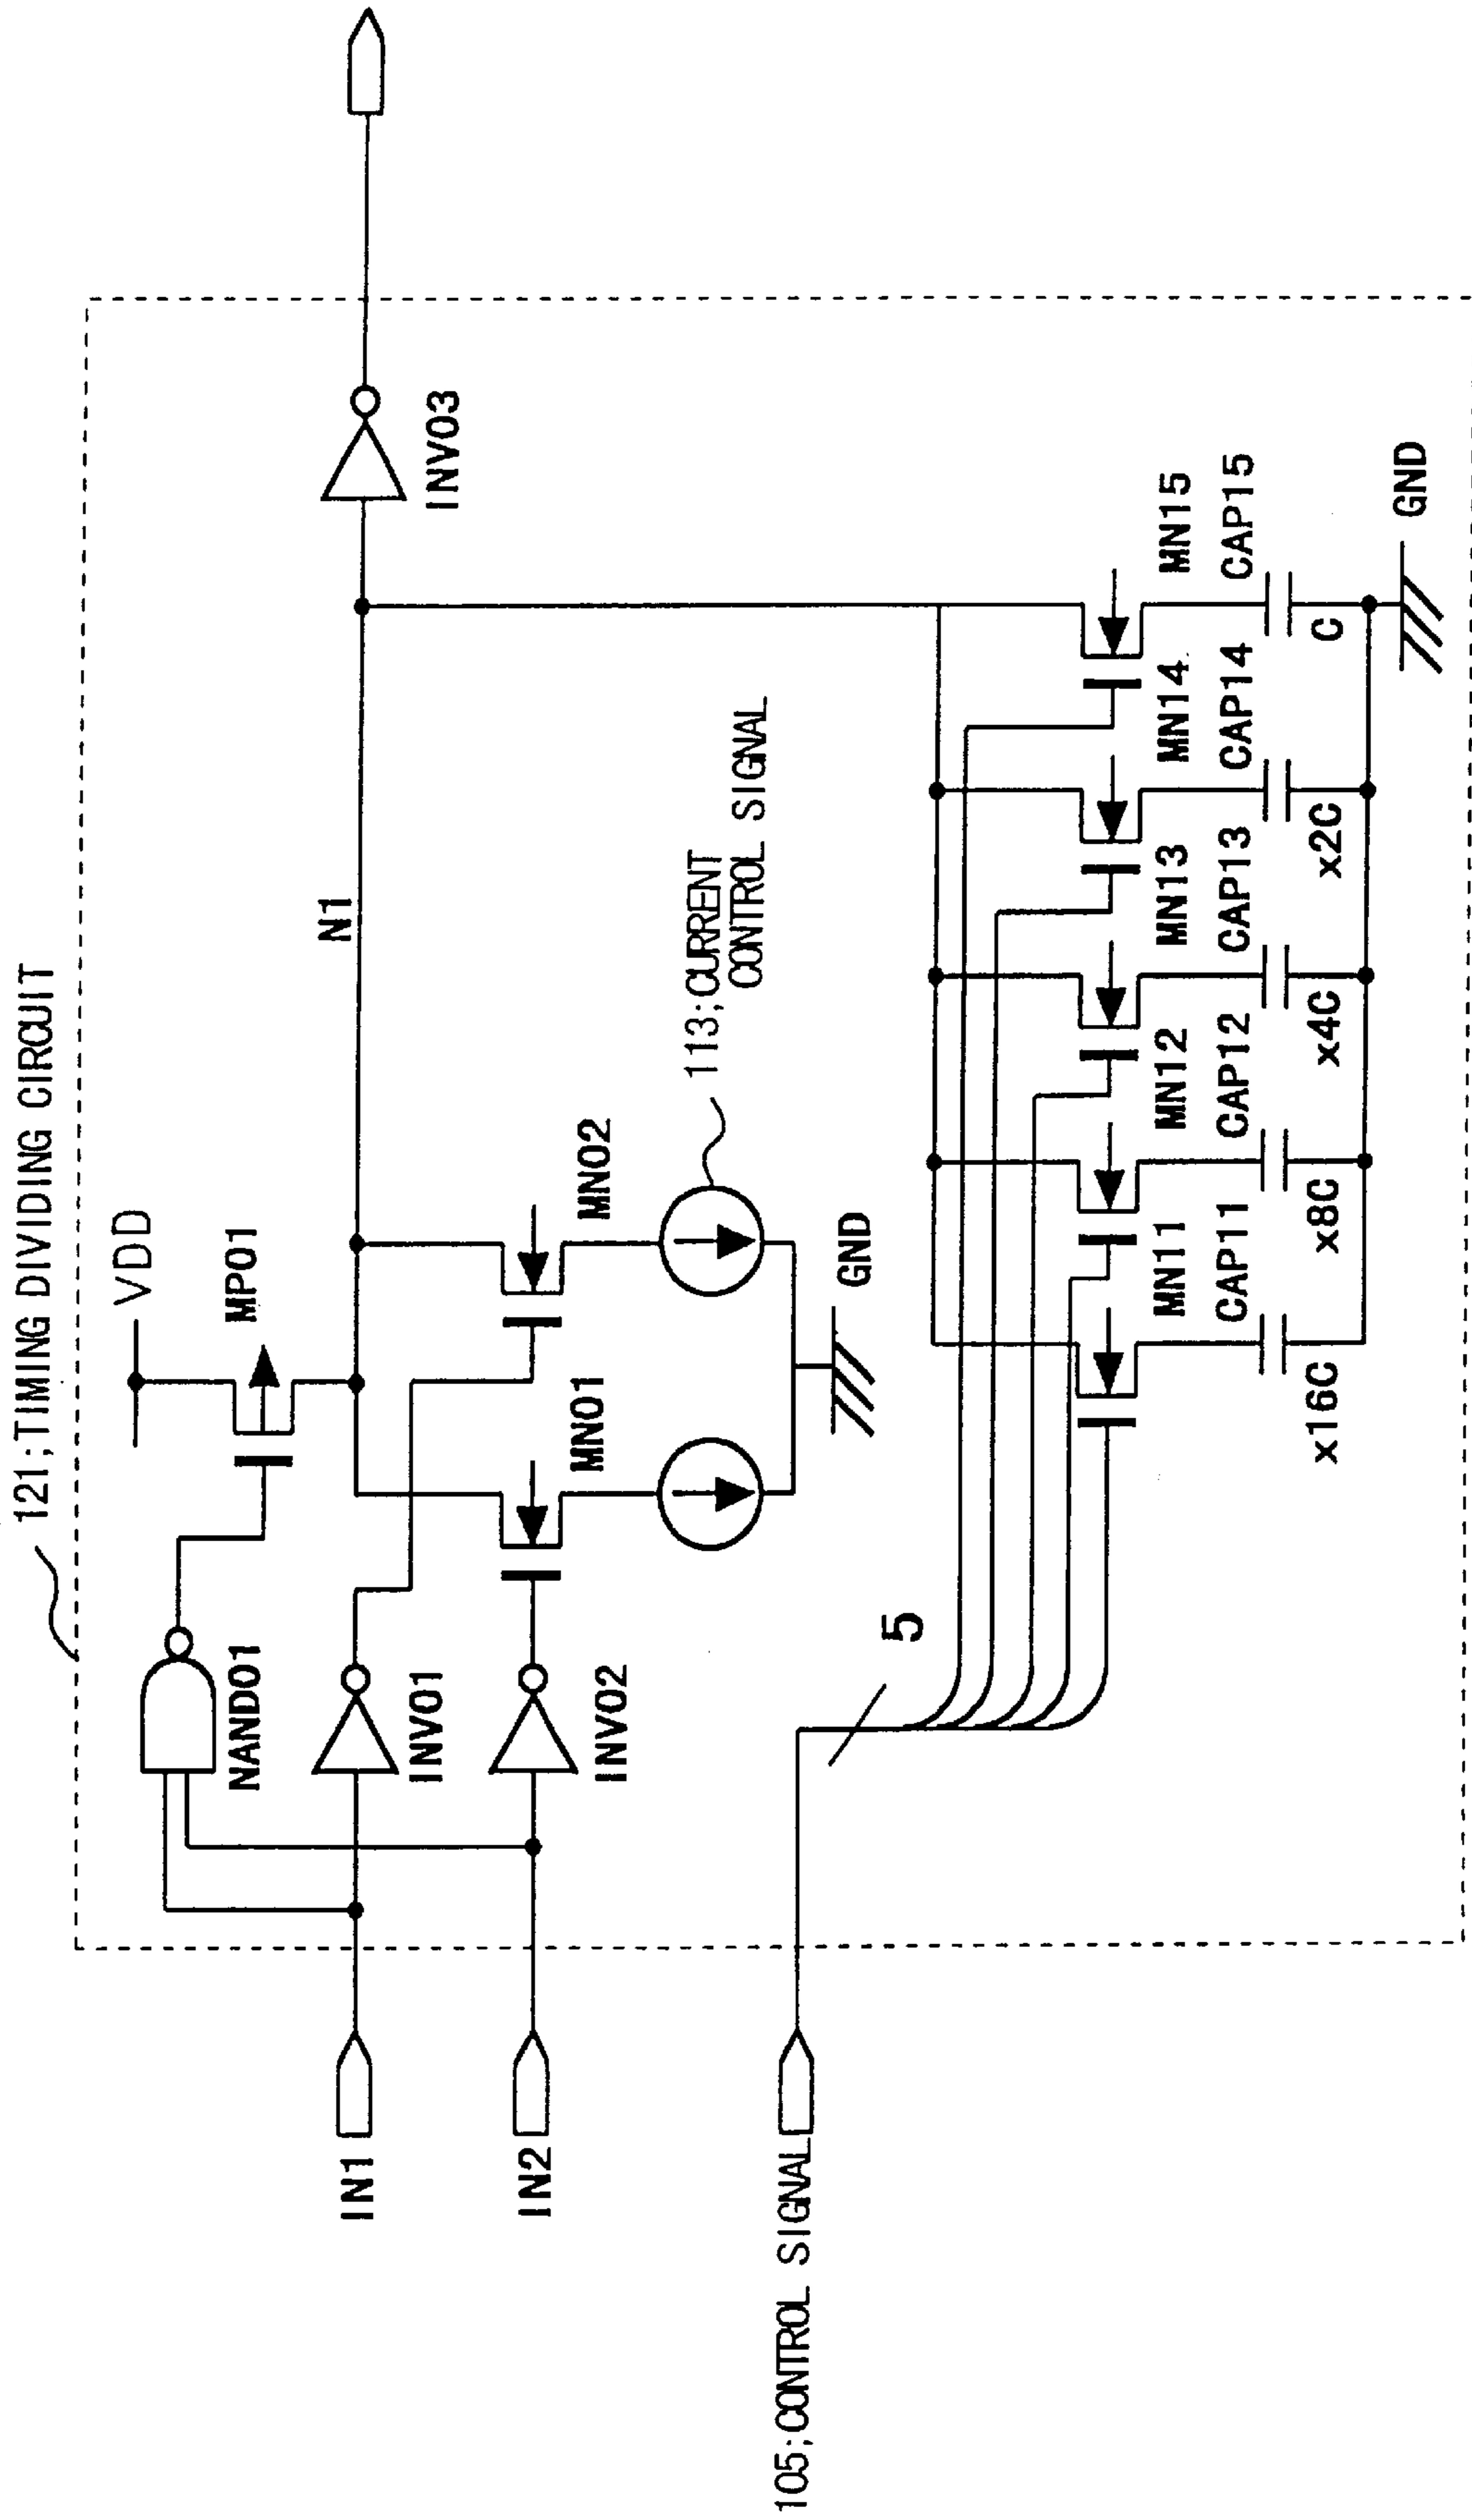 121;TIMING DIVIDING CIRCUIT
VDD
MP01
NAND01
N1
IN1
INV01
INV03
MN01
MN02
IN2
INV02
113;CURRENT
CONTROL SIGNAL
GND
105;CONTROL SIGNAL
5
MN11
MN12
MN13
MN14
MN15
CAP11
CAP12
CAP13
CAP14
CAP15
x16C
x8C
x4C
x2C
C
GND